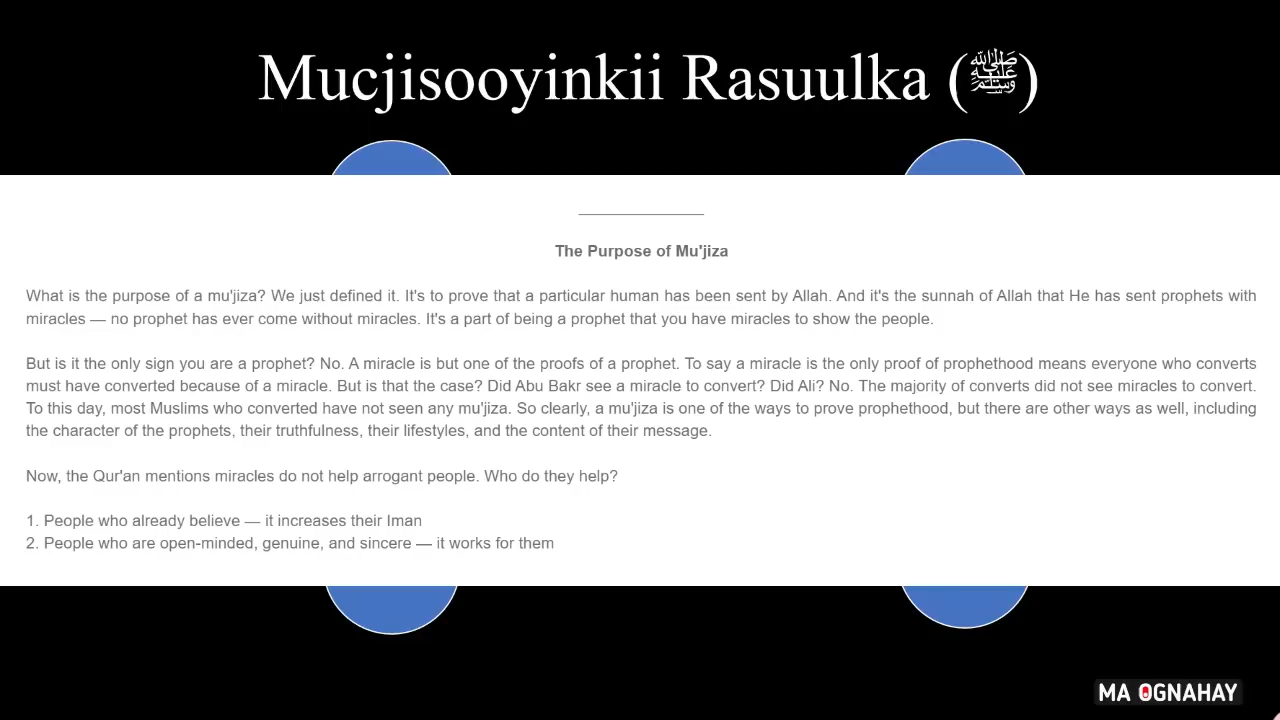 Mucjisooyinkii Rasuulka (ﷺ)
The Purpose of Mu'jiza
What is the purpose of a mu'jiza? We just defined it. It's to prove that a particular human has been sent by Allah. And it's the sunnah of Allah that He has sent prophets with
miracles — no prophet has ever come without miracles. It's a part of being a prophet that you have miracles to show the people.
But is it the only sign you are a prophet? No. A miracle is but one of the proofs of a prophet. To say a miracle is the only proof of prophethood means everyone who converts
must have converted because of a miracle. But is that the case? Did Abu Bakr see a miracle to convert? Did Ali? No. The majority of converts did not see miracles to convert.
To this day, most Muslims who converted have not seen any mu'jiza. So clearly, a mu'jiza is one of the ways to prove prophethood, but there are other ways as well, including
the character of the prophets, their truthfulness, their lifestyles, and the content of their message.
Now, the Qur'an mentions miracles do not help arrogant people. Who do they help?
1. People who already believe — it increases their Iman
2. People who are open-minded, genuine, and sincere — it works for them
MA OGNAHAY